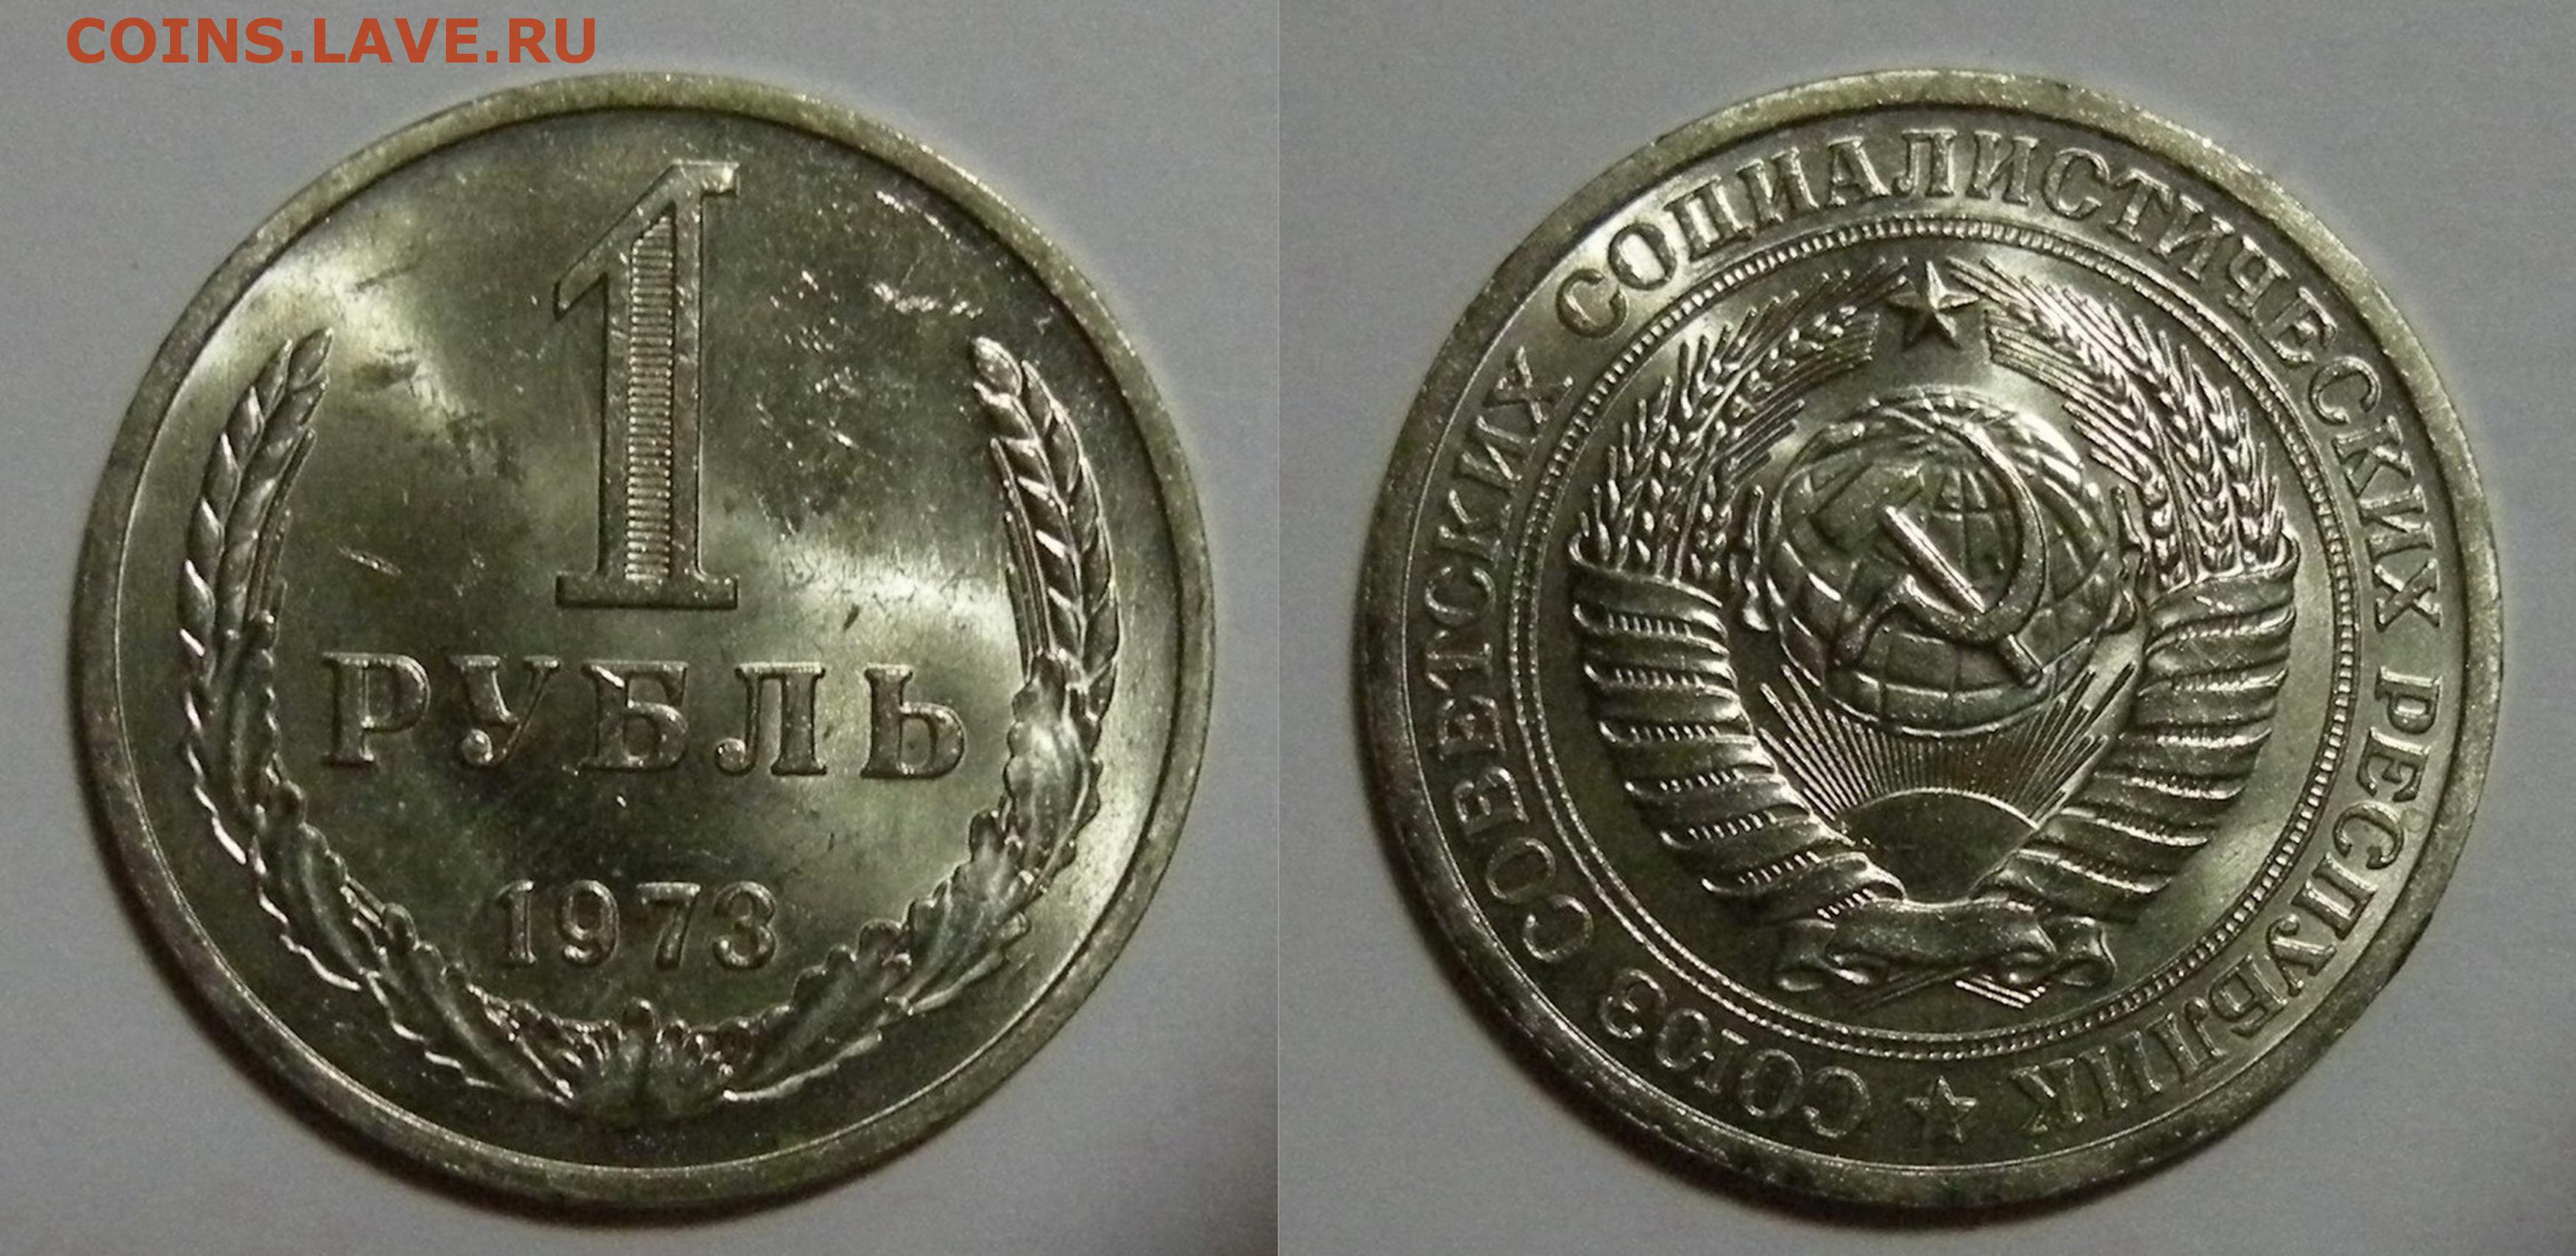 COINS.LAVE.RU
1
РУБЛЬ
1973
СОЮЗ СОВЕТСКИХ СОЦИАЛИСТИЧЕСКИХ РЕСПУБЛИК